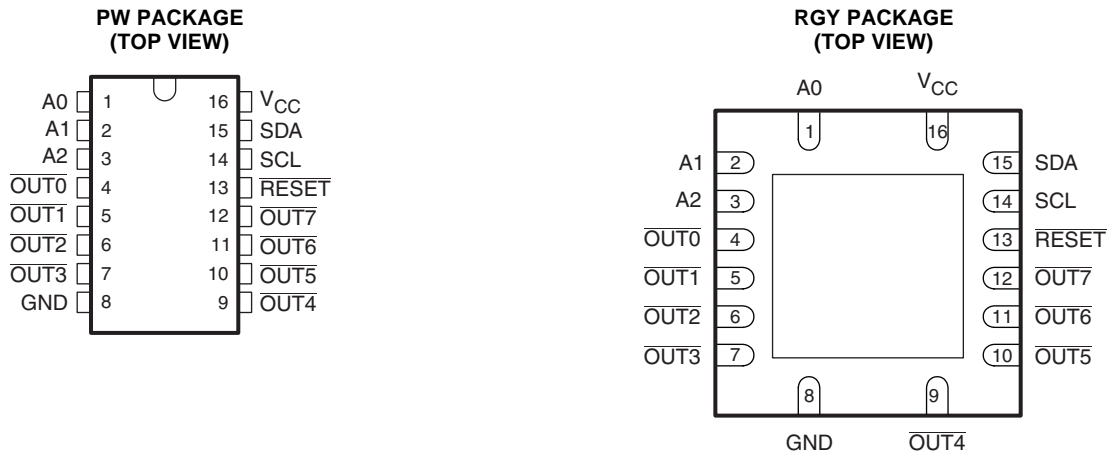 PW PACKAGE
(TOP VIEW)
A0 1 16 VCC
A1 2 15 SDA
A2 3 14 SCL
OUT0 4 13 RESET
OUT1 5 12 OUT7
OUT2 6 11 OUT6
OUT3 7 10 OUT5
GND 8 9 OUT4
RGY PACKAGE
(TOP VIEW)
A0 VCC
1 16
A1 2 15 SDA
A2 3 14 SCL
OUT0 4 13 RESET
OUT1 5 12 OUT7
OUT2 6 11 OUT6
OUT3 7 10 OUT5
8 9
GND OUT4